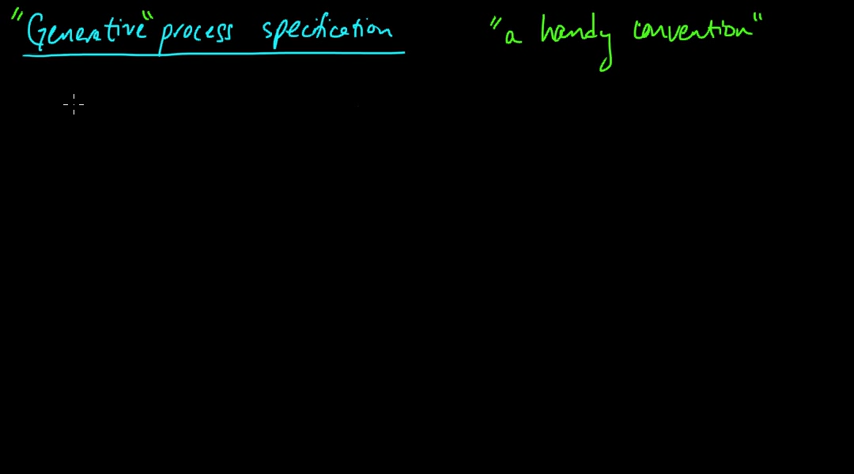 "Generative" process specification
"a handy convention"